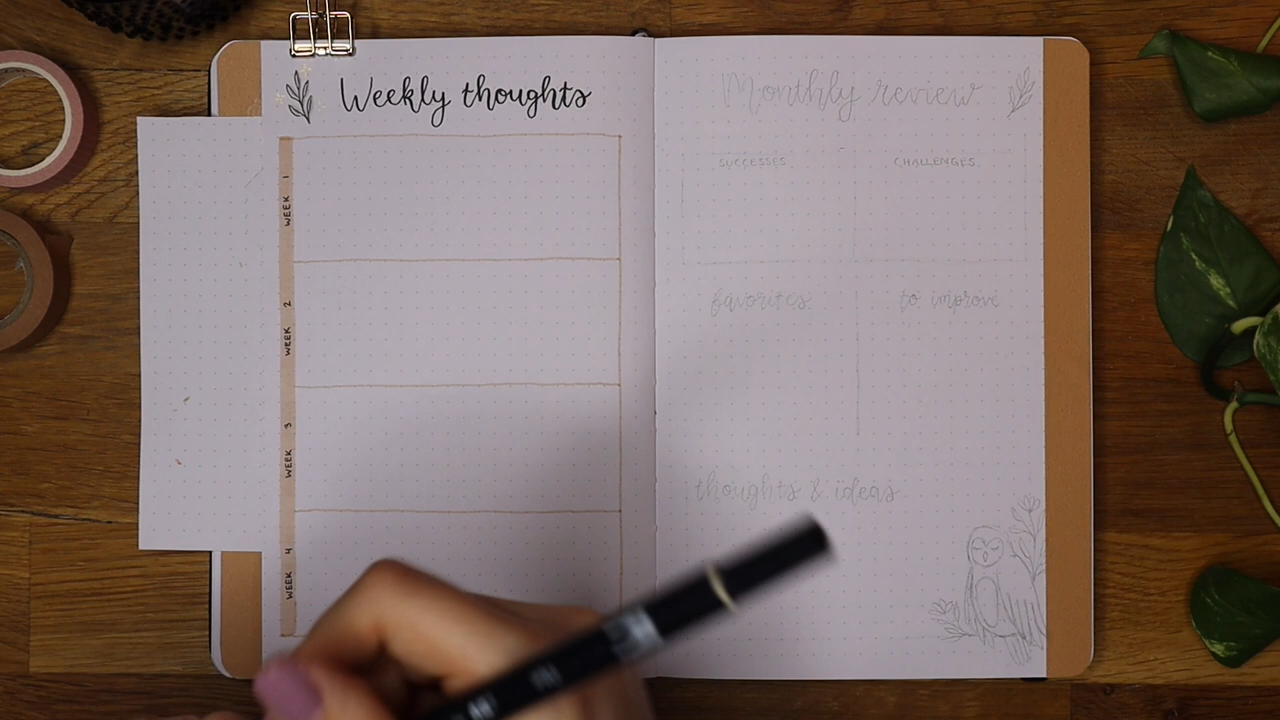 Weekly thoughts
WEEK 1
WEEK 2
WEEK 3
WEEK 4
Monthly review
SUCCESSES
CHALLENGES
favorites
to improve
thoughts & ideas